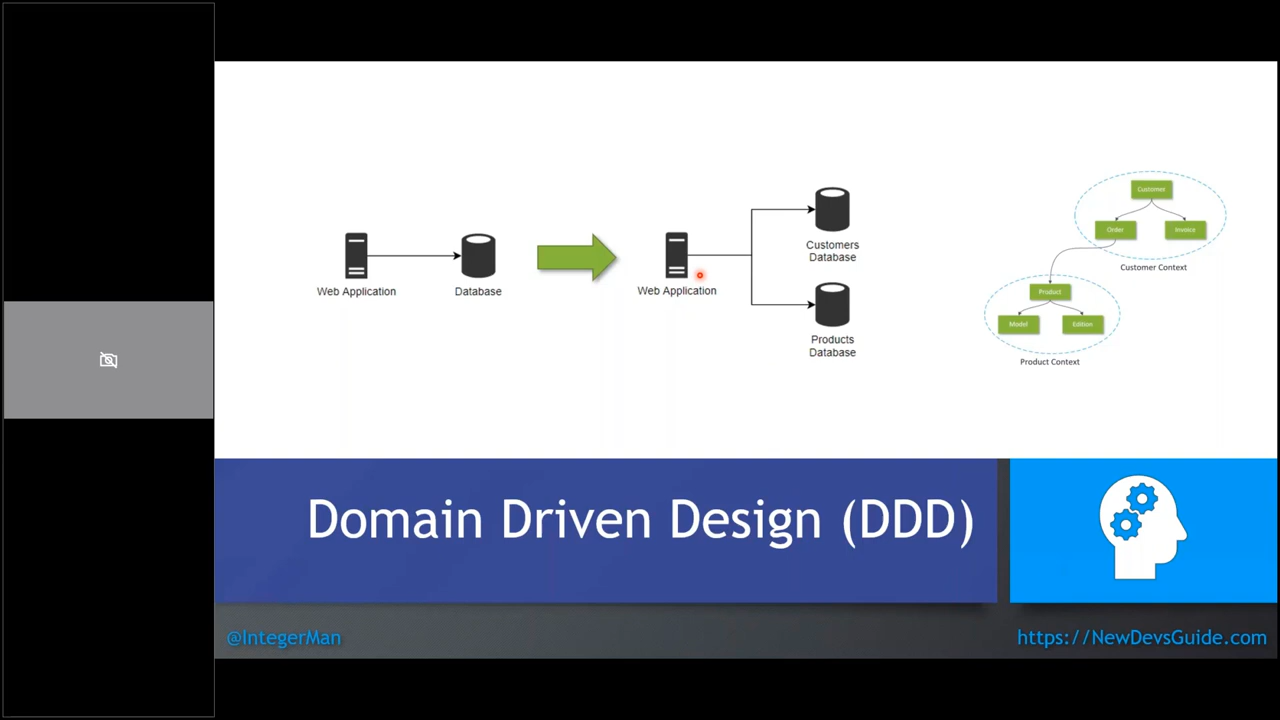 Web Application
Database
Web Application
Customers
Database
Products
Database
Customer
Order
Invoice
Customer Context
Product
Model
Edition
Product Context
Domain Driven Design (DDD)
@IntegerMan
https://NewDevsGuide.com